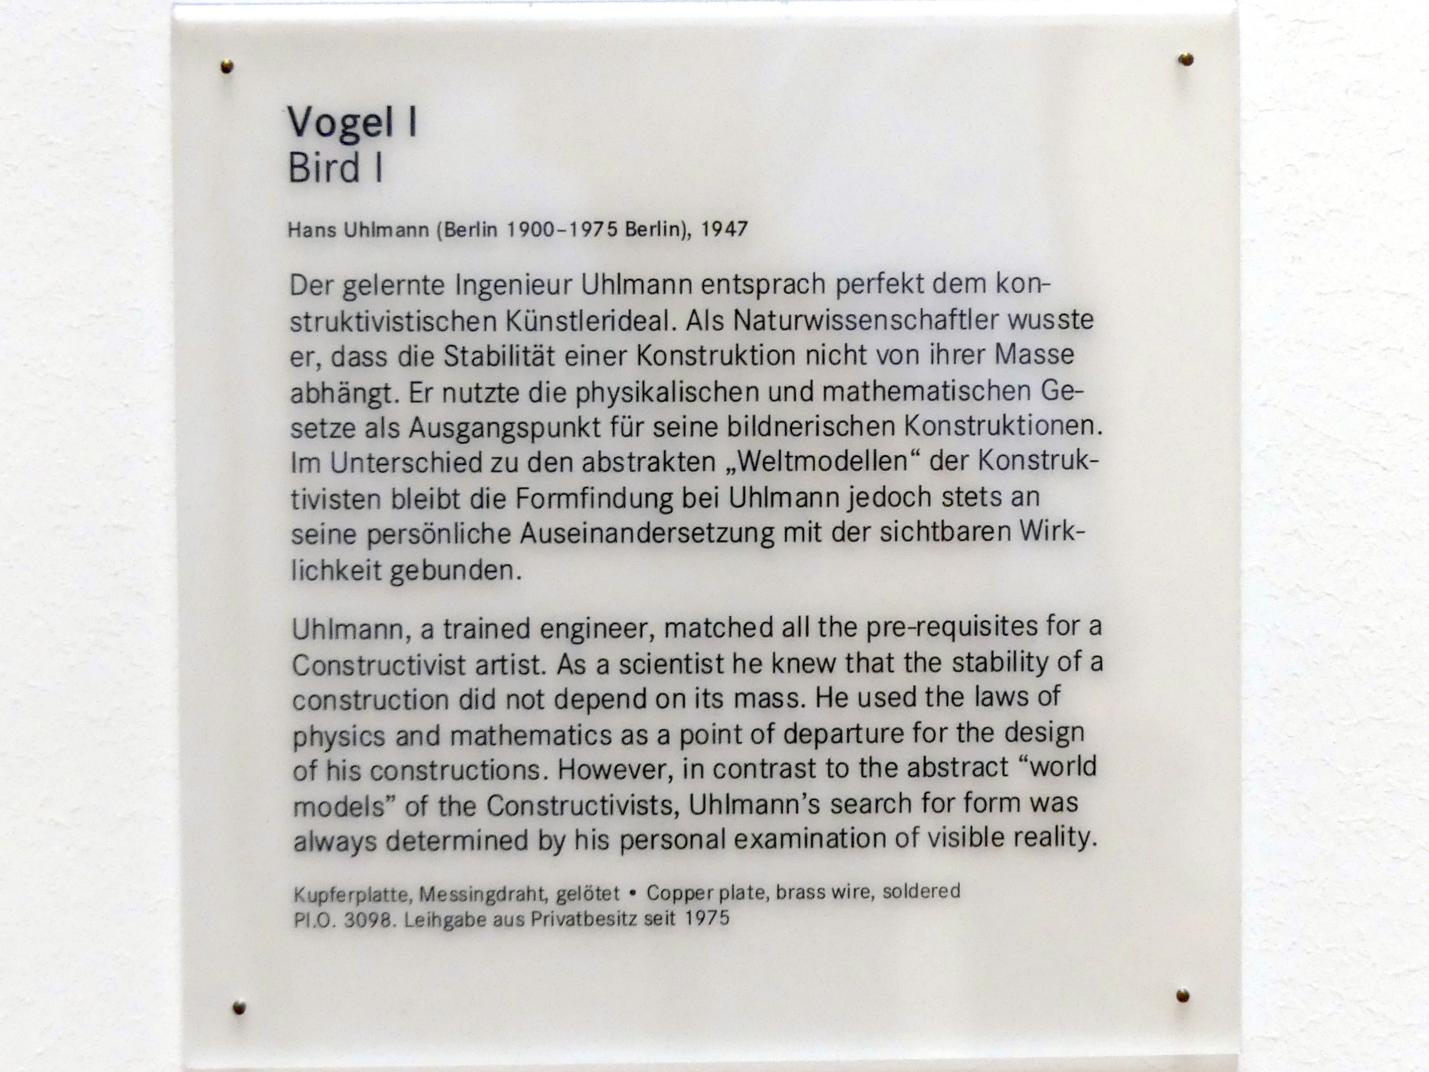 Vogel I
Bird I
Hans Uhlmann (Berlin 1900–1975 Berlin), 1947
Der gelernte Ingenieur Uhlmann entsprach perfekt dem kon-
struktivistischen Künstlerideal. Als Naturwissenschaftler wusste
er, dass die Stabilität einer Konstruktion nicht von ihrer Masse
abhängt. Er nutzte die physikalischen und mathematischen Ge-
setze als Ausgangspunkt für seine bildnerischen Konstruktionen.
Im Unterschied zu den abstrakten „Weltmodellen“ der Konstruk-
tivisten bleibt die Formfindung bei Uhlmann jedoch stets an
seine persönliche Auseinandersetzung mit der sichtbaren Wirk-
lichkeit gebunden.
Uhlmann, a trained engineer, matched all the pre-requisites for a
Constructivist artist. As a scientist he knew that the stability of a
construction did not depend on its mass. He used the laws of
physics and mathematics as a point of departure for the design
of his constructions. However, in contrast to the abstract “world
models” of the Constructivists, Uhlmann’s search for form was
always determined by his personal examination of visible reality.
Kupferplatte, Messingdraht, gelötet • Copper plate, brass wire, soldered
Pl.O. 3098. Leihgabe aus Privatbesitz seit 1975